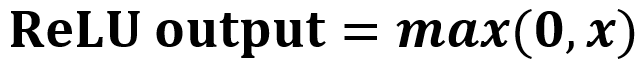 ReLU output = max(0, x)